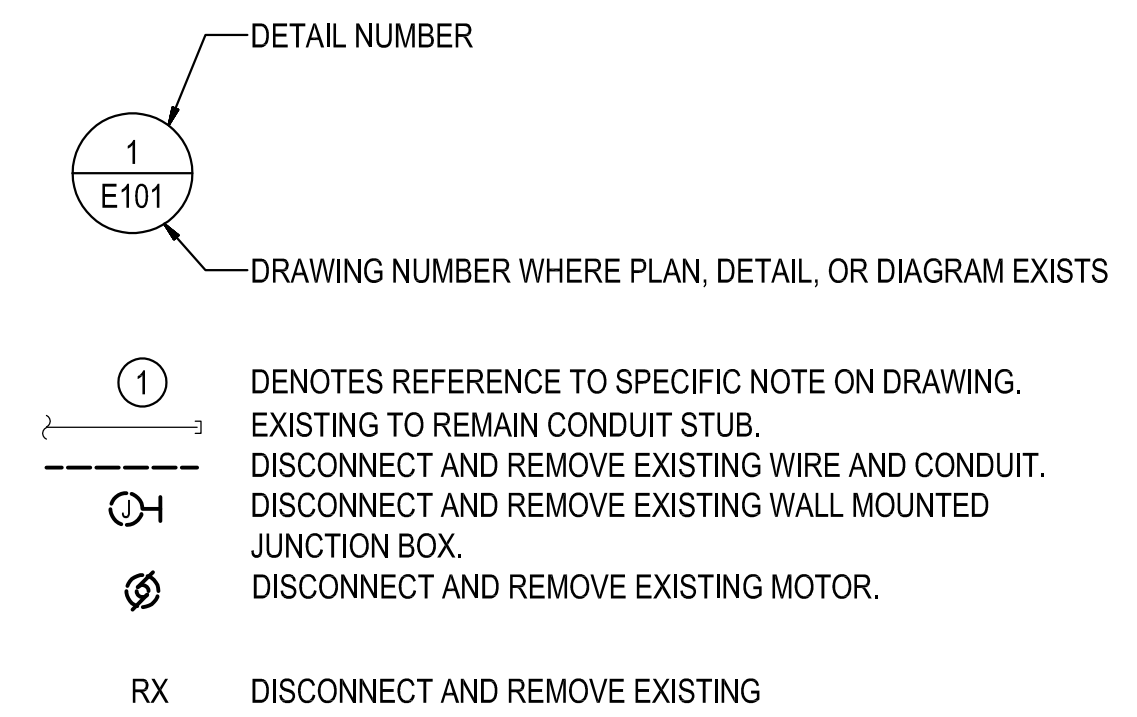 DETAIL NUMBER
1
E101
DRAWING NUMBER WHERE PLAN, DETAIL, OR DIAGRAM EXISTS
1 DENOTES REFERENCE TO SPECIFIC NOTE ON DRAWING.
EXISTING TO REMAIN CONDUIT STUB.
DISCONNECT AND REMOVE EXISTING WIRE AND CONDUIT.
J DISCONNECT AND REMOVE EXISTING WALL MOUNTED
JUNCTION BOX.
DISCONNECT AND REMOVE EXISTING MOTOR.
RX DISCONNECT AND REMOVE EXISTING